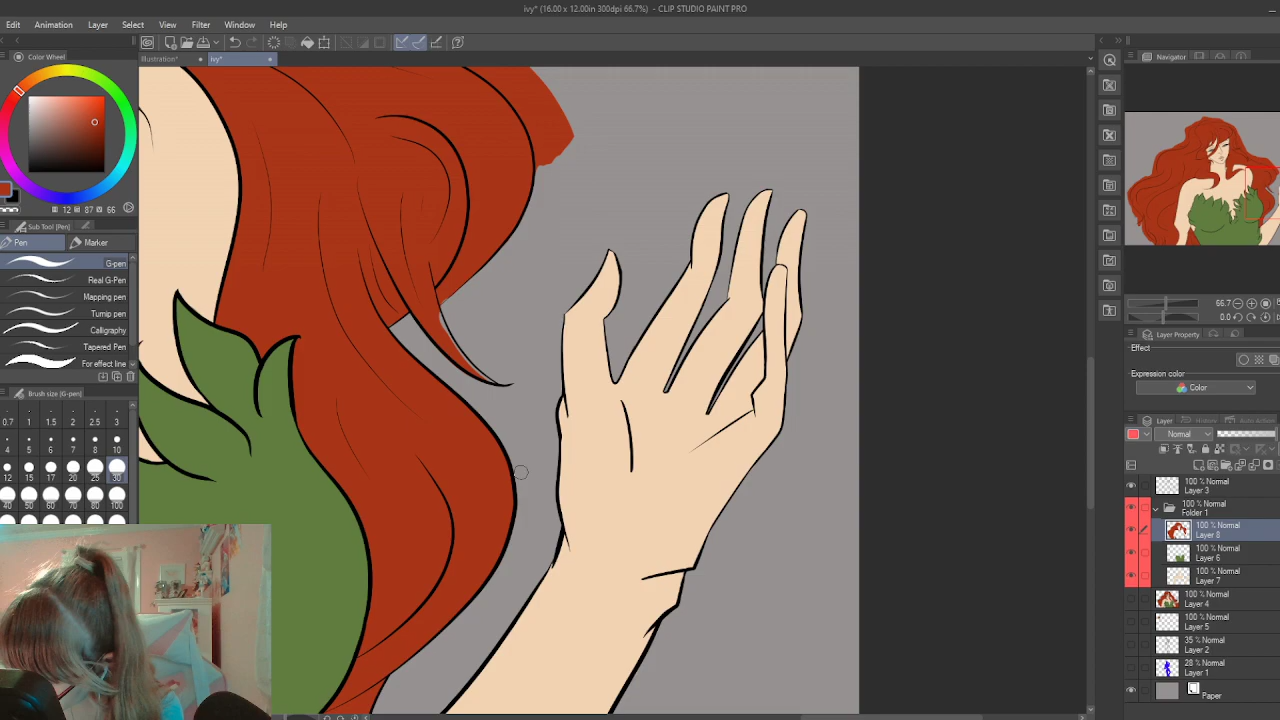 ivy* (16.00 x 12.00in 300dpi 66.7%) - CLIP STUDIO PAINT PRO
Edit Animation Layer Select View Filter Window Help
Illustration* ivy*
Color Wheel
12 87 66
Sub Tool [Pen]
Pen Marker
G-pen
Real G-Pen
Mapping pen
Turnip pen
Calligraphy
Tapered Pen
For effect line
Brush size [G-pen]
0.7 1 1.5 2 2.5 3
4 5 6 7 8 10
12 15 17 20 25 30
40 50 60 70 80 100
Navigator
66.7
0.0
Layer Property
Effect
Expression color
Color
Layer History Auto Action
Normal
100 % Normal
Layer 3
100 % Normal
Folder 1
100 % Normal
Layer 8
100 % Normal
Layer 6
100 % Normal
Layer 7
100 % Normal
Layer 4
100 % Normal
Layer 5
35 % Normal
Layer 2
28 % Normal
Layer 1
Paper